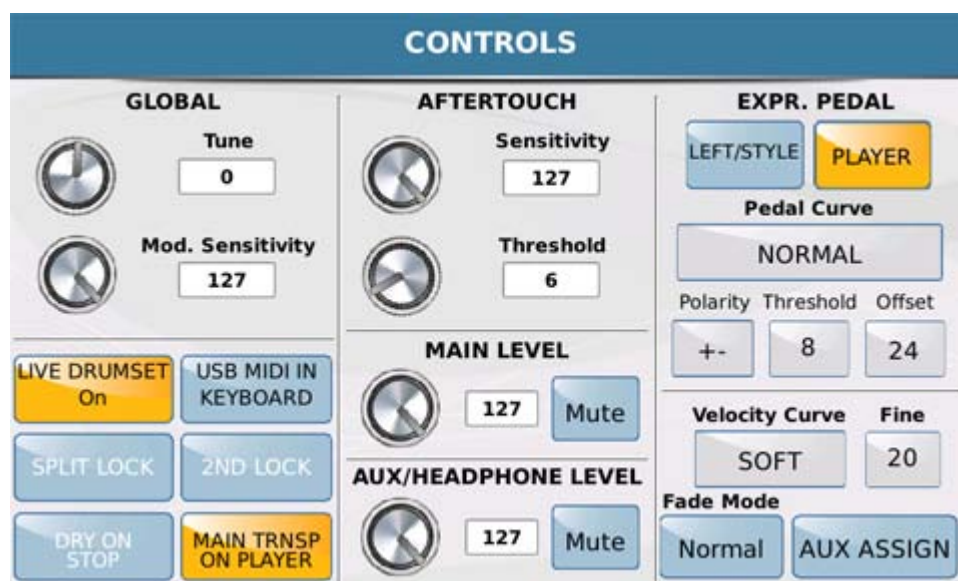 CONTROLS
GLOBAL
Tune
0
Mod. Sensitivity
127
LIVE DRUMSET
On
USB MIDI IN
KEYBOARD
SPLIT LOCK
2ND LOCK
DRY ON
STOP
MAIN TRNSP
ON PLAYER
AFTERTOUCH
Sensitivity
127
Threshold
6
MAIN LEVEL
127
Mute
AUX/HEADPHONE LEVEL
127
Mute
EXPR. PEDAL
LEFT/STYLE
PLAYER
Pedal Curve
NORMAL
Polarity Threshold Offset
+- 8 24
Velocity Curve Fine
SOFT 20
Fade Mode
Normal
AUX ASSIGN